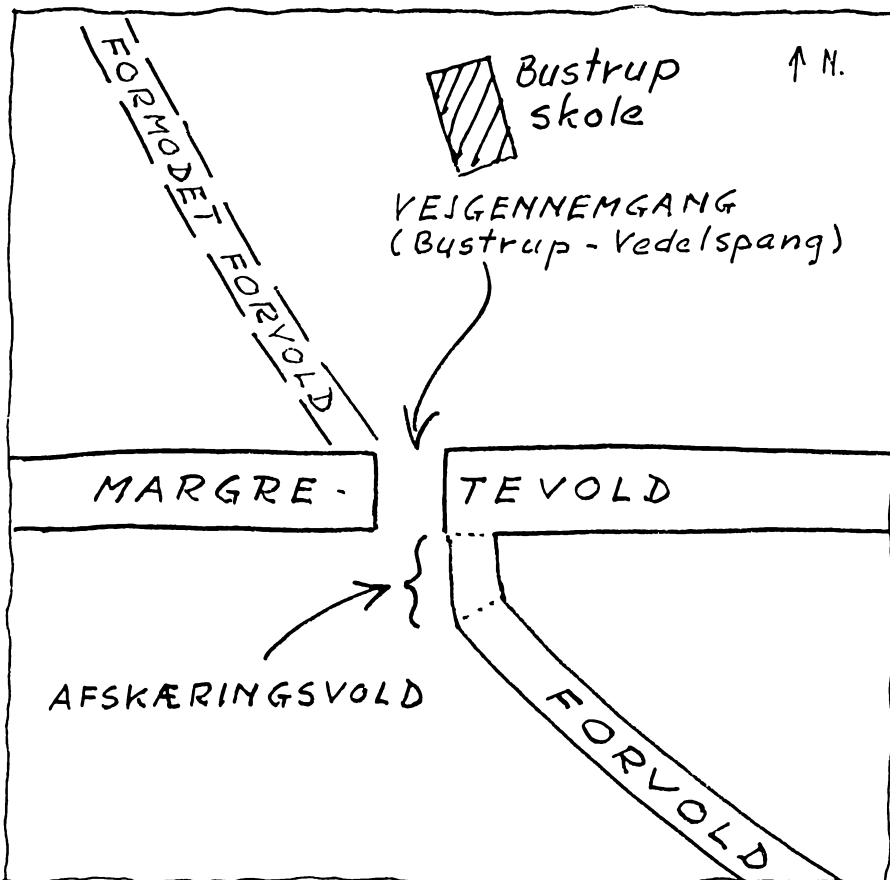 FORMODET FORVOLD
Bustrup
skole
↑ N.
VEJGENNEMGANG
(Bustrup - Vedelspang)
MARGRE - TEVOLD
AFSKÆRINGSVOLD
FORVOLD